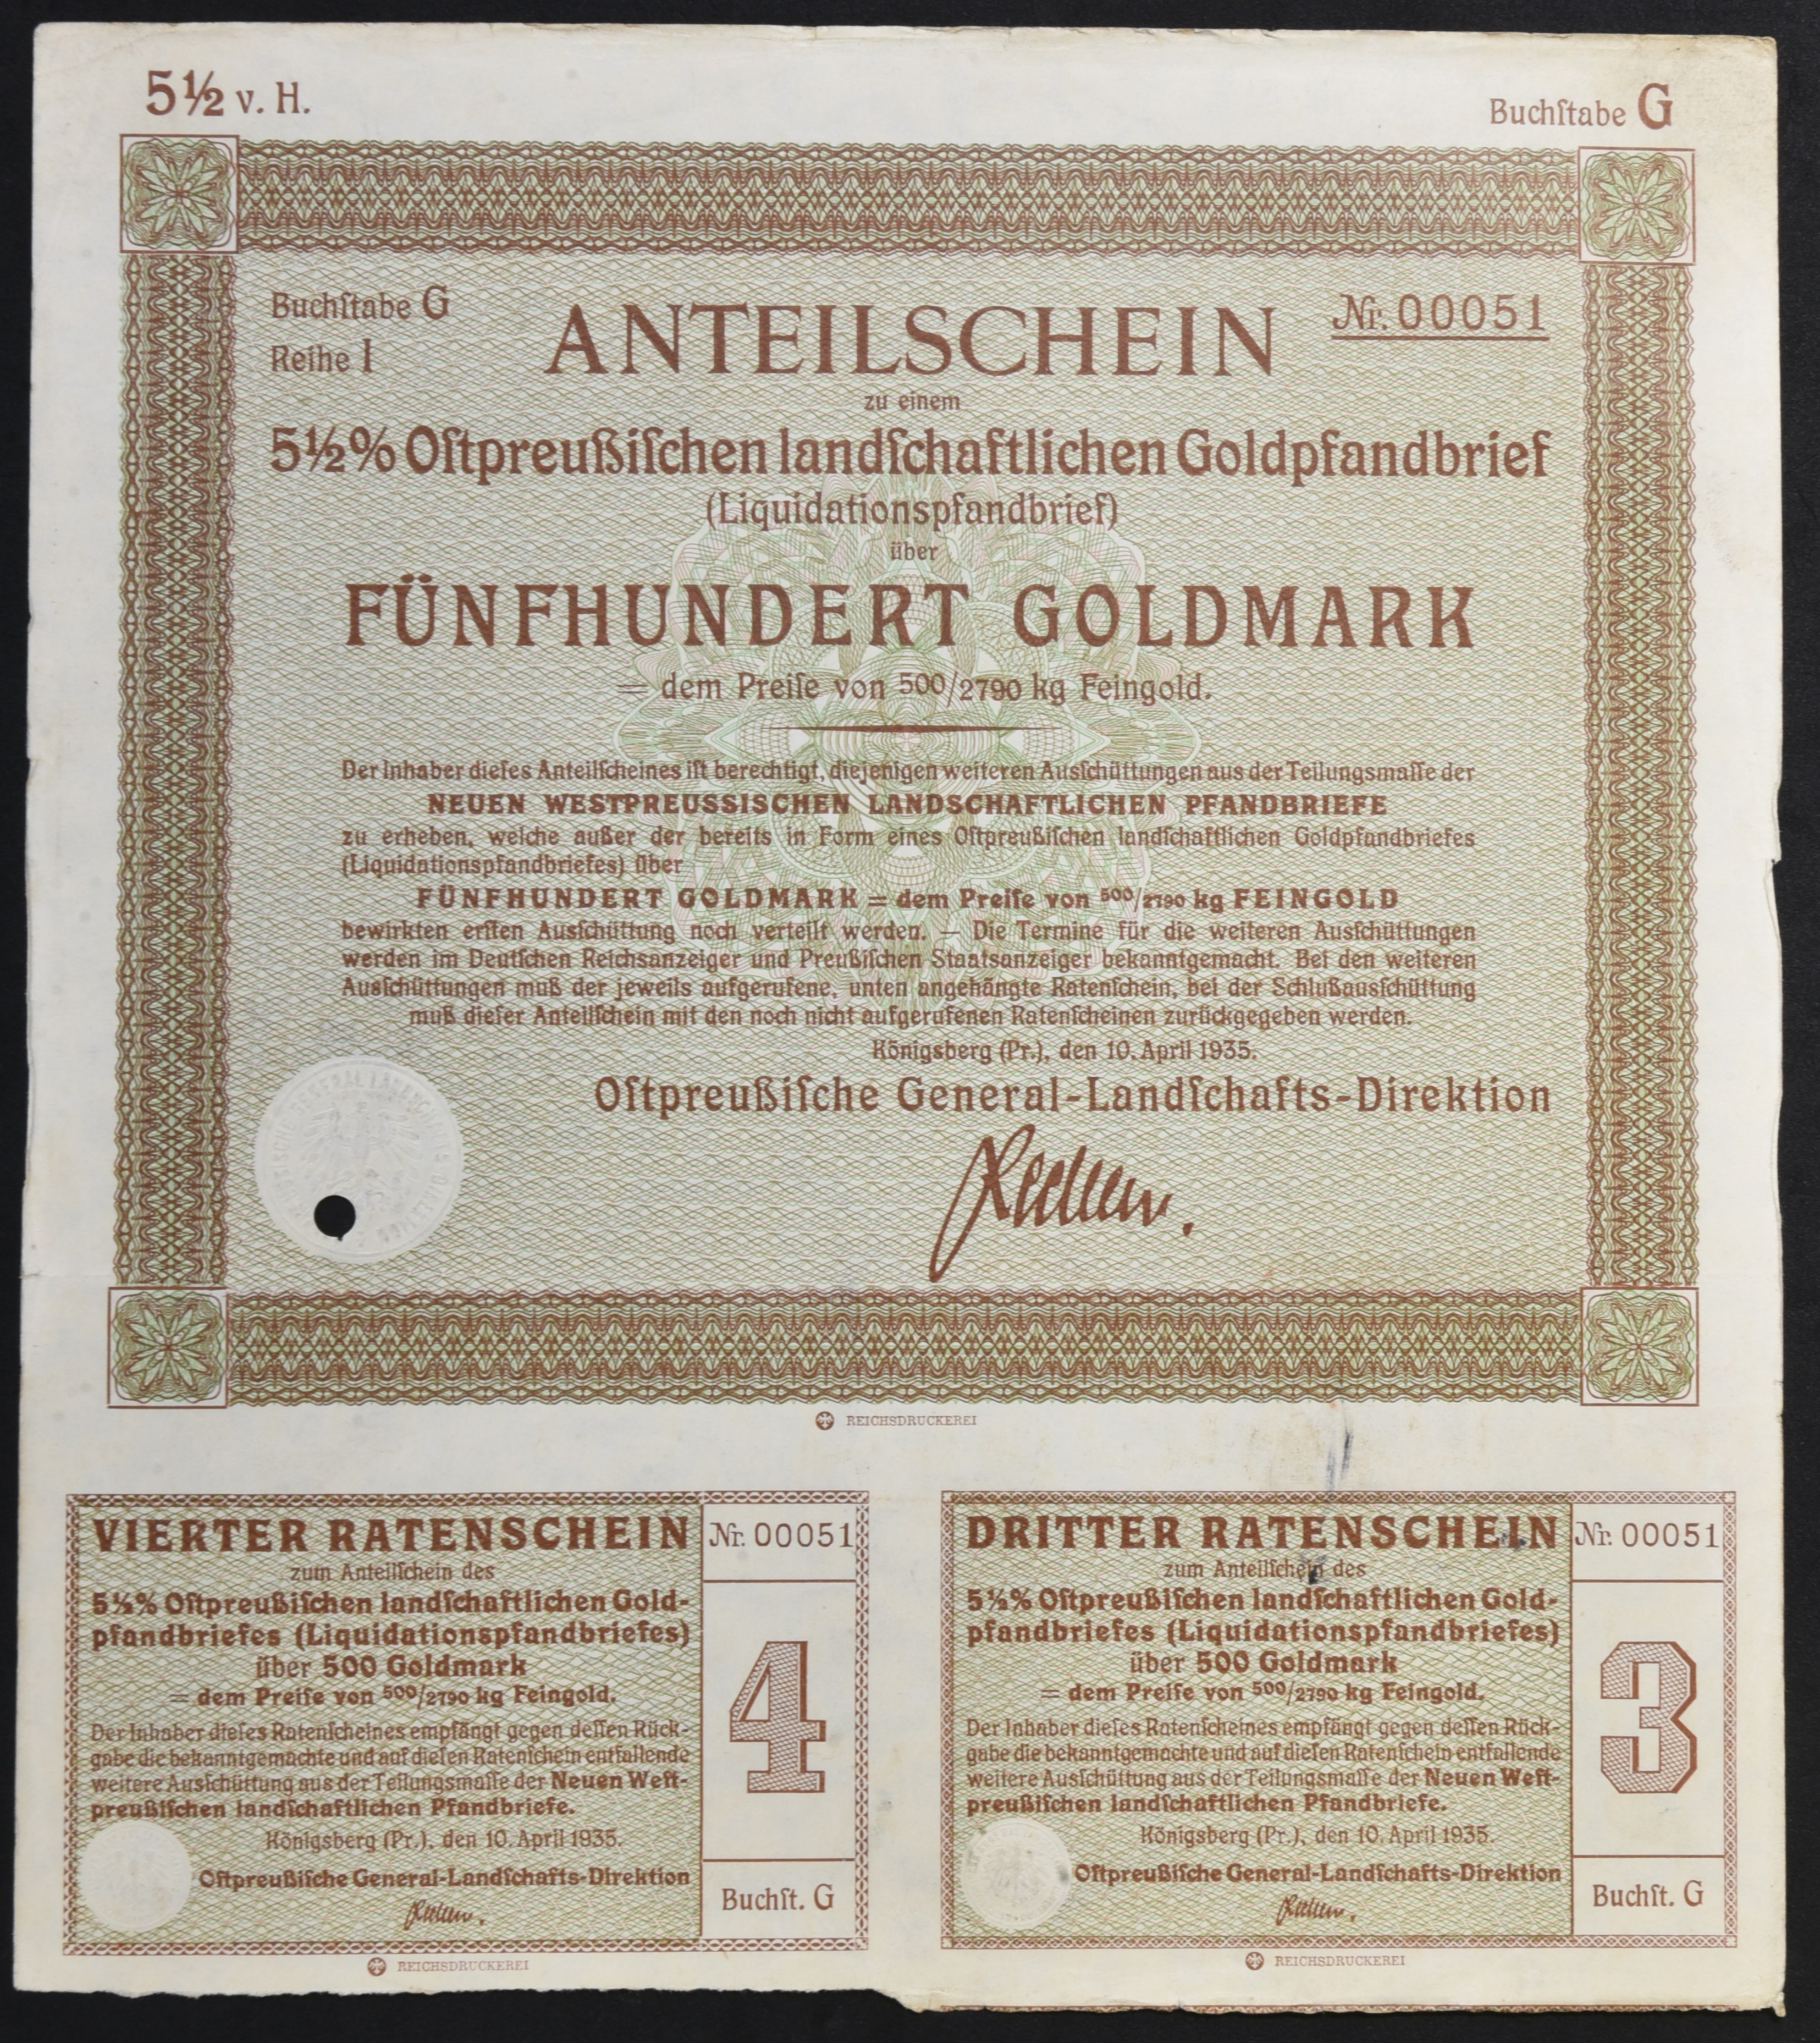 5½ v. H.
Buchſtabe G
Buchſtabe G
Reihe I
Nr. 00051
ANTEILSCHEIN
zu einem
5½% Oſtpreußiſchen landſchaftlichen Goldpfandbrief
(Liquidationspfandbrief)
über
FÜNFHUNDERT GOLDMARK
= dem Preiſe von 500/2790 kg Feingold.
Der Inhaber dieſes Anteilſcheines iſt berechtigt, diejenigen weiteren Ausſchüttungen aus der Teilungsmaſſe der
NEUEN WESTPREUSSISCHEN LANDSCHAFTLICHEN PFANDBRIEFE
zu erheben, welche außer der bereits in Form eines Oſtpreußiſchen landſchaftlichen Goldpfandbriefes
(Liquidationspfandbriefes) über
FÜNFHUNDERT GOLDMARK = dem Preiſe von 500/2790 kg FEINGOLD
bewirkten erſten Ausſchüttung noch verteilt werden. — Die Termine für die weiteren Ausſchüttungen
werden im Deutſchen Reichsanzeiger und Preußiſchen Staatsanzeiger bekanntgemacht. Bei den weiteren
Ausſchüttungen muß der jeweils aufgerufene, unten angehängte Ratenſchein, bei der Schlußausſchüttung
muß dieſer Anteilſchein mit den noch nicht aufgerufenen Ratenſcheinen zurückgegeben werden.
Königsberg (Pr.), den 10. April 1935.
Oſtpreußiſche General-Landſchafts-Direktion
REICHSDRUCKEREI
VIERTER RATENSCHEIN
Nr. 00051
zum Anteilſchein des
5½% Oſtpreußiſchen landſchaftlichen Gold-
pfandbriefes (Liquidationspfandbriefes)
über 500 Goldmark
= dem Preiſe von 500/2790 kg Feingold.
Der Inhaber dieſes Ratenſcheines empfängt gegen deſſen Rück-
gabe die bekanntgemachte und auf dieſen Ratenſchein entfallende
weitere Ausſchüttung aus der Teilungsmaſſe der Neuen Weſt-
preußiſchen landſchaftlichen Pfandbriefe.
Königsberg (Pr.), den 10. April 1935.
Oſtpreußiſche General-Landſchafts-Direktion
4
Buchſt. G
REICHSDRUCKEREI
DRITTER RATENSCHEIN
Nr. 00051
zum Anteilſchein des
5½% Oſtpreußiſchen landſchaftlichen Gold-
pfandbriefes (Liquidationspfandbriefes)
über 500 Goldmark
= dem Preiſe von 500/2790 kg Feingold.
Der Inhaber dieſes Ratenſcheines empfängt gegen deſſen Rück-
gabe die bekanntgemachte und auf dieſen Ratenſchein entfallende
weitere Ausſchüttung aus der Teilungsmaſſe der Neuen Weſt-
preußiſchen landſchaftlichen Pfandbriefe.
Königsberg (Pr.), den 10. April 1935.
Oſtpreußiſche General-Landſchafts-Direktion
3
Buchſt. G
REICHSDRUCKEREI